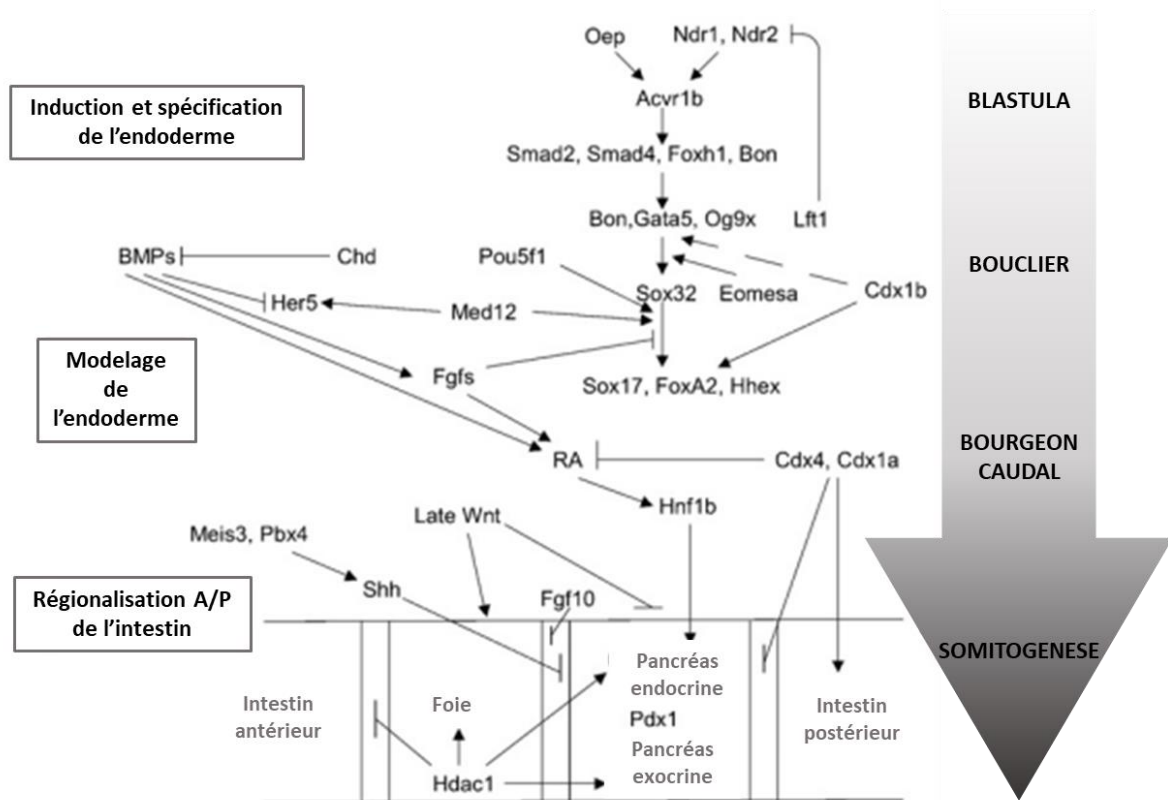 Oep
Ndr1, Ndr2
Acvr1b
BLASTULA
Induction et spécification
de l'endoderme
Smad2, Smad4, Foxh1, Bon
Bon,Gata5, Og9x
Lft1
BMPs
Chd
Pou5f1
BOUCLIER
Her5
Med12
Sox32
Eomesa
Cdx1b
Modelage
de
l'endoderme
Fgfs
Sox17, FoxA2, Hhex
RA
Cdx4, Cdx1a
BOURGEON
CAUDAL
Hnf1b
Late Wnt
Meis3, Pbx4
Régionalisation A/P
de l'intestin
Shh
Fgf10
SOMITOGENESE
Intestin
antérieur
Foie
Pancréas
endocrine
Pdx1
Pancréas
exocrine
Intestin
postérieur
Hdac1